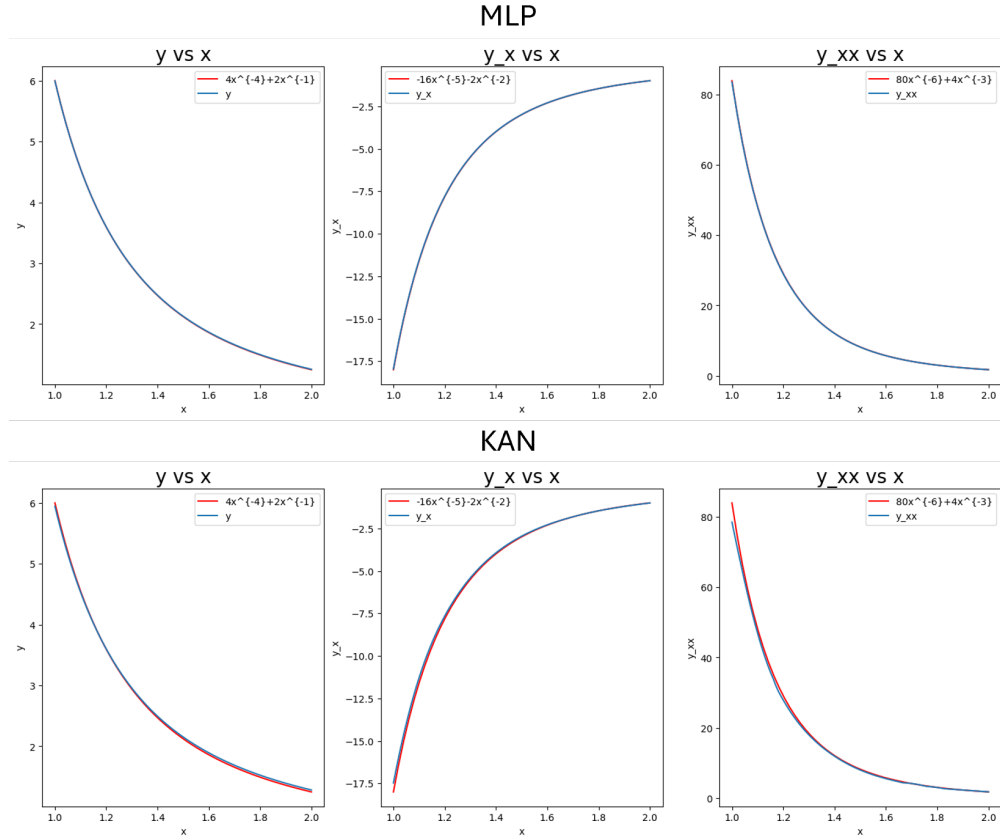 MLP
y vs x
4x^{-4}+2x^{-1}
y
6
5
4
3
2
y
1.0 1.2 1.4 1.6 1.8 2.0
x
y_x vs x
-16x^{-5}-2x^{-2}
y_x
−2.5
−5.0
−7.5
−10.0
−12.5
−15.0
−17.5
y_x
1.0 1.2 1.4 1.6 1.8 2.0
x
y_xx vs x
80x^{-6}+4x^{-3}
y_xx
80
60
40
20
0
y_xx
1.0 1.2 1.4 1.6 1.8 2.0
x
KAN
y vs x
4x^{-4}+2x^{-1}
y
6
5
4
3
2
y
1.0 1.2 1.4 1.6 1.8 2.0
x
y_x vs x
-16x^{-5}-2x^{-2}
y_x
−2.5
−5.0
−7.5
−10.0
−12.5
−15.0
−17.5
y_x
1.0 1.2 1.4 1.6 1.8 2.0
x
y_xx vs x
80x^{-6}+4x^{-3}
y_xx
80
60
40
20
0
y_xx
1.0 1.2 1.4 1.6 1.8 2.0
x